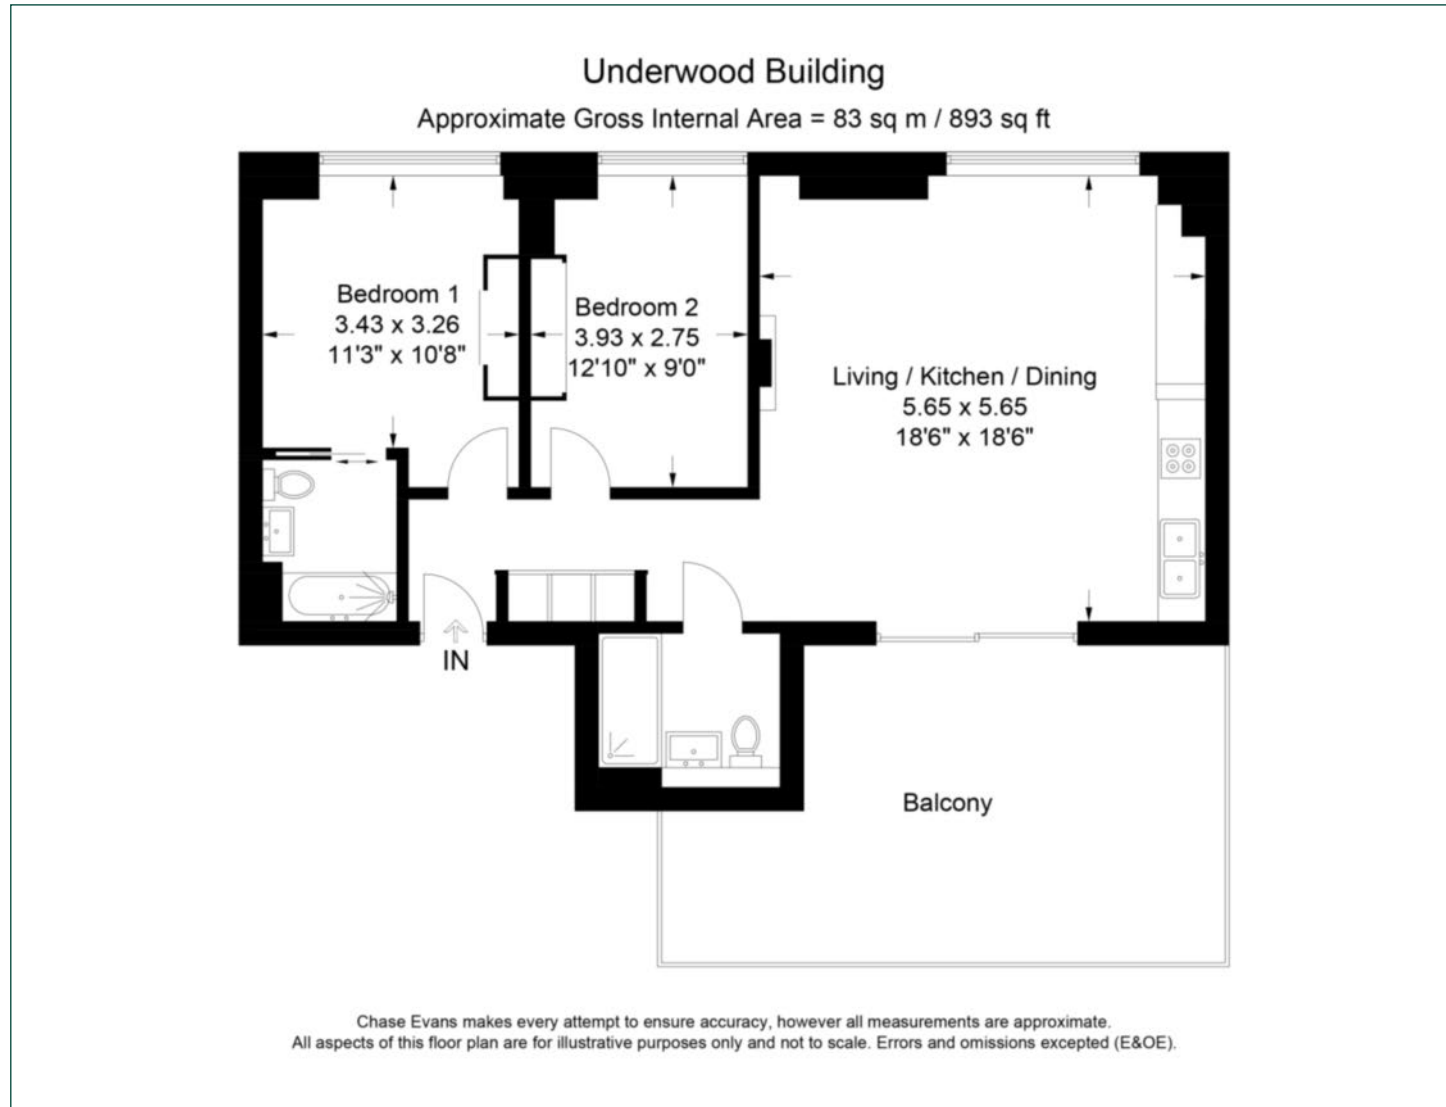 Underwood Building
Approximate Gross Internal Area = 83 sq m / 893 sq ft
Bedroom 1
3.43 x 3.26
11'3" x 10'8"
Bedroom 2
3.93 x 2.75
12'10" x 9'0"
Living / Kitchen / Dining
5.65 x 5.65
18'6" x 18'6"
IN
Balcony
Chase Evans makes every attempt to ensure accuracy, however all measurements are approximate.
All aspects of this floor plan are for illustrative purposes only and not to scale. Errors and omissions excepted (E&OE).